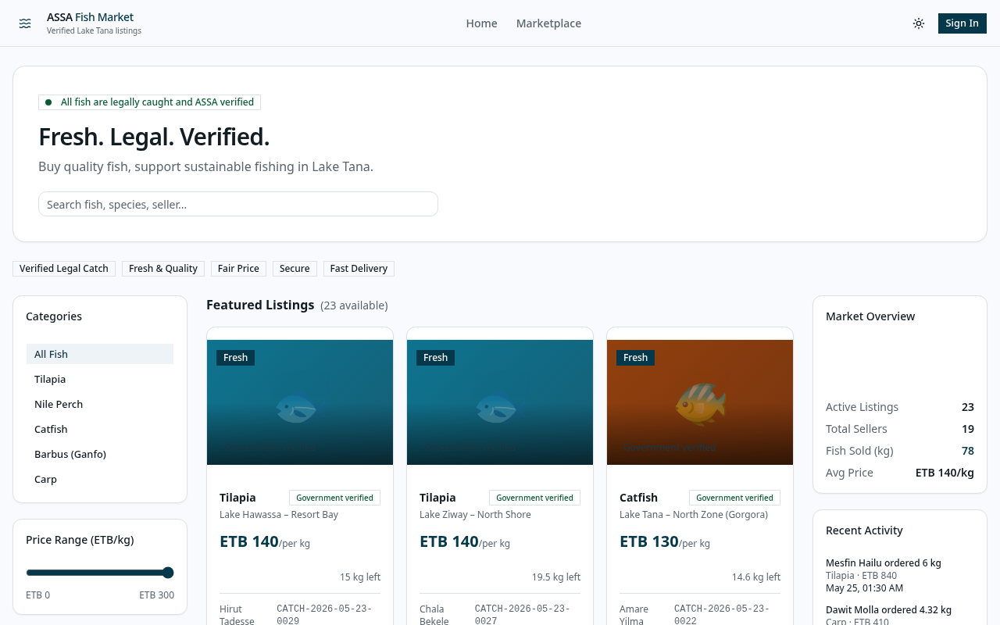 ASSA Fish Market
Verified Lake Tana listings
Home
Marketplace
Sign In
All fish are legally caught and ASSA verified
Fresh. Legal. Verified.
Buy quality fish, support sustainable fishing in Lake Tana.
Search fish, species, seller...
Verified Legal Catch
Fresh & Quality
Fair Price
Secure
Fast Delivery
Categories
All Fish
Tilapia
Nile Perch
Catfish
Barbus (Ganfo)
Carp
Price Range (ETB/kg)
ETB 0
ETB 300
Featured Listings (23 available)
Fresh
Tilapia
Government verified
Lake Hawassa – Resort Bay
ETB 140/per kg
15 kg left
Hirut
Tadesse
CATCH-2026-05-23-
0029
Fresh
Tilapia
Government verified
Lake Ziway – North Shore
ETB 140/per kg
19.5 kg left
Chala
Bekele
CATCH-2026-05-23-
0027
Fresh
Government verified
Catfish
Government verified
Lake Tana – North Zone (Gorgora)
ETB 130/per kg
14.6 kg left
Amare
Yilma
CATCH-2026-05-23-
0022
Market Overview
Active Listings 23
Total Sellers 19
Fish Sold (kg) 78
Avg Price ETB 140/kg
Recent Activity
Mesfin Hailu ordered 6 kg
Tilapia · ETB 840
May 25, 01:30 AM
Dawit Molla ordered 4.32 kg
Carp · ETB 410